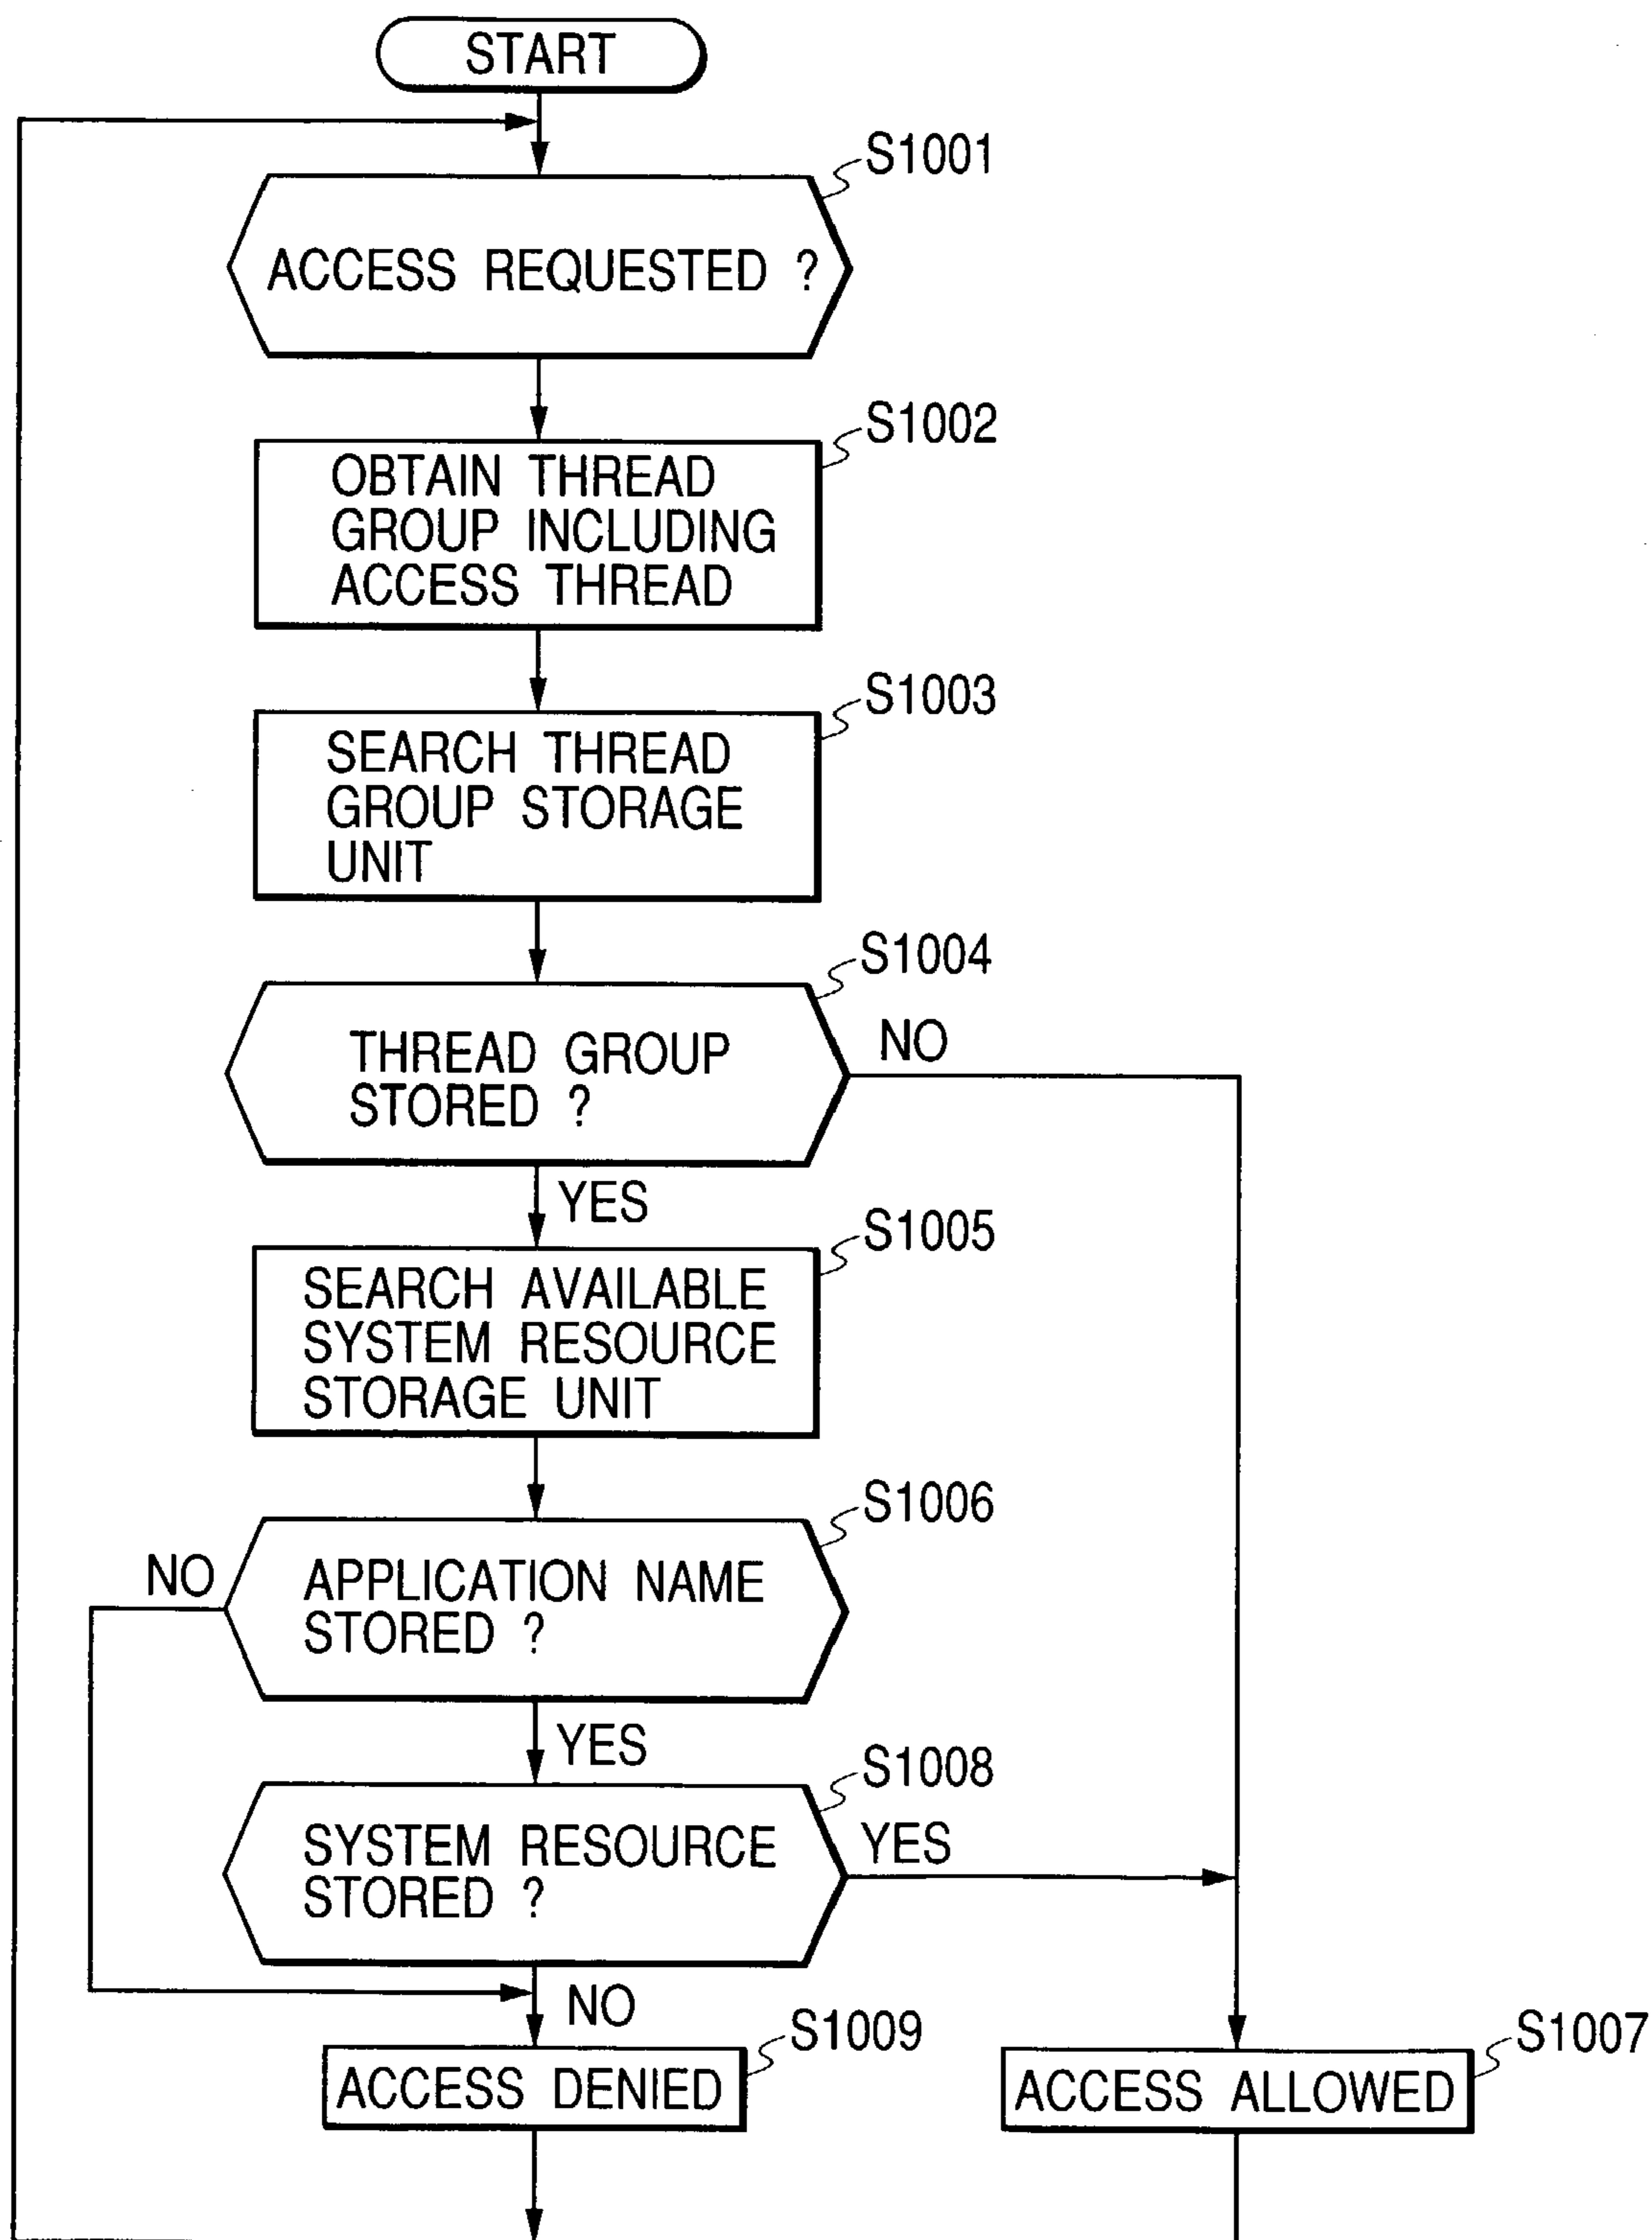 START
S1001
ACCESS REQUESTED ?
S1002
OBTAIN THREAD
GROUP INCLUDING
ACCESS THREAD
S1003
SEARCH THREAD
GROUP STORAGE
UNIT
S1004
THREAD GROUP
STORED ?
NO
YES
S1005
SEARCH AVAILABLE
SYSTEM RESOURCE
STORAGE UNIT
S1006
NO
APPLICATION NAME
STORED ?
YES
S1008
SYSTEM RESOURCE
STORED ?
YES
NO
S1009
ACCESS DENIED
S1007
ACCESS ALLOWED